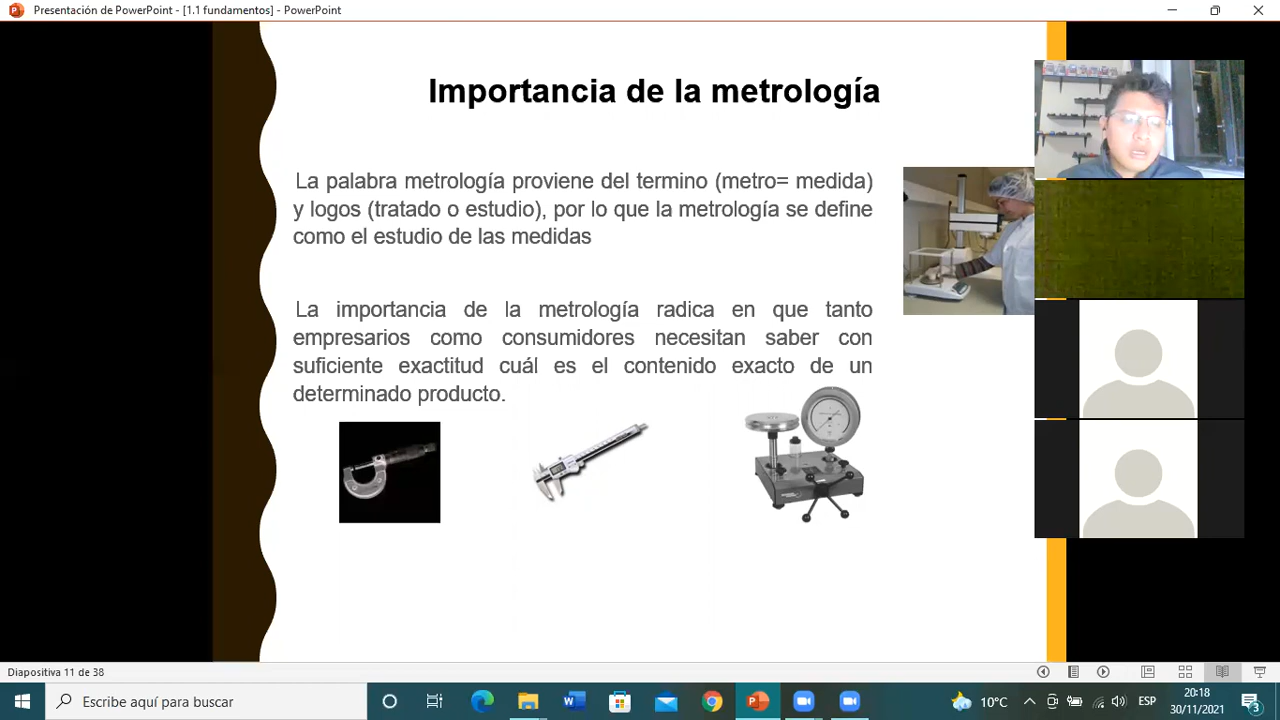 Presentación de PowerPoint - [1.1 fundamentos] - PowerPoint
Importancia de la metrología
La palabra metrología proviene del termino (metro= medida)
y logos (tratado o estudio), por lo que la metrología se define
como el estudio de las medidas
La importancia de la metrología radica en que tanto
empresarios como consumidores necesitan saber con
suficiente exactitud cuál es el contenido exacto de un
determinado producto.
Diapositiva 11 de 38
Escribe aquí para buscar
10°C
ESP
20:18
30/11/2021
3